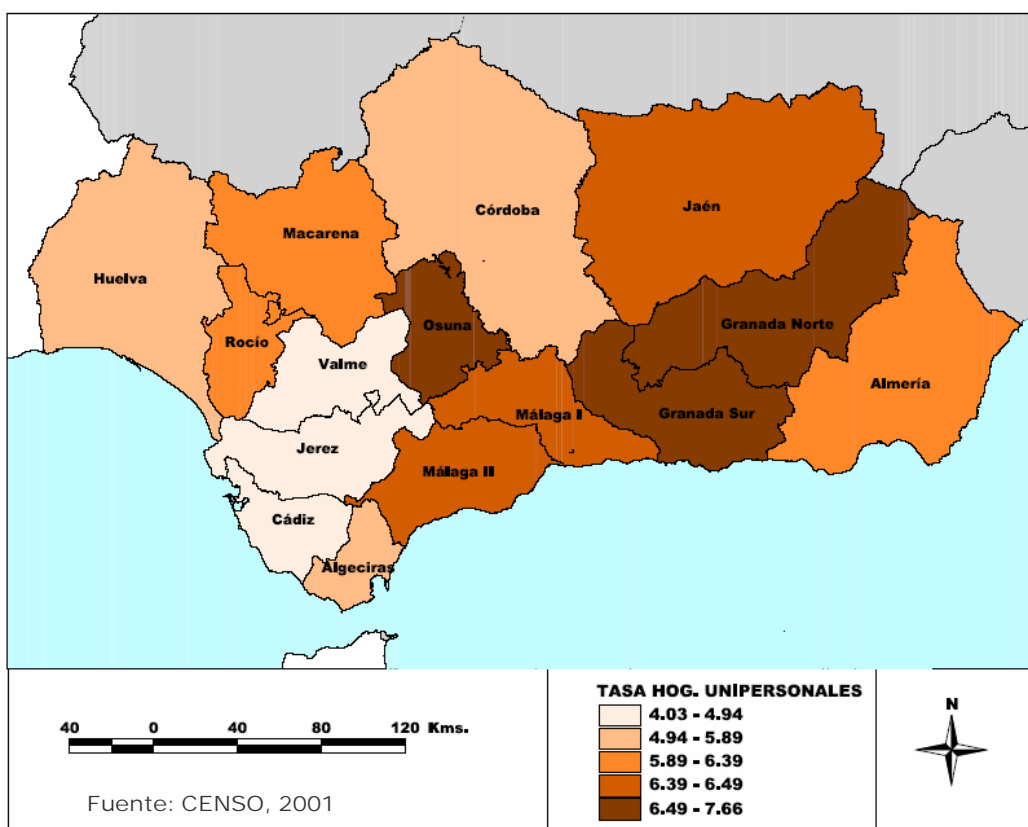 Córdoba
Jaén
Macarena
Huelva
Granada Norte
Osuna
Rocío
Valme
Almería
Málaga I
Granada Sur
Jerez
Málaga II
Cádiz
Algeciras
TASA HOG. UNIPERSONALES
4.03 - 4.94
4.94 - 5.89
5.89 - 6.39
6.39 - 6.49
6.49 - 7.66
N
40 0 40 80 120 Kms.
Fuente: CENSO, 2001